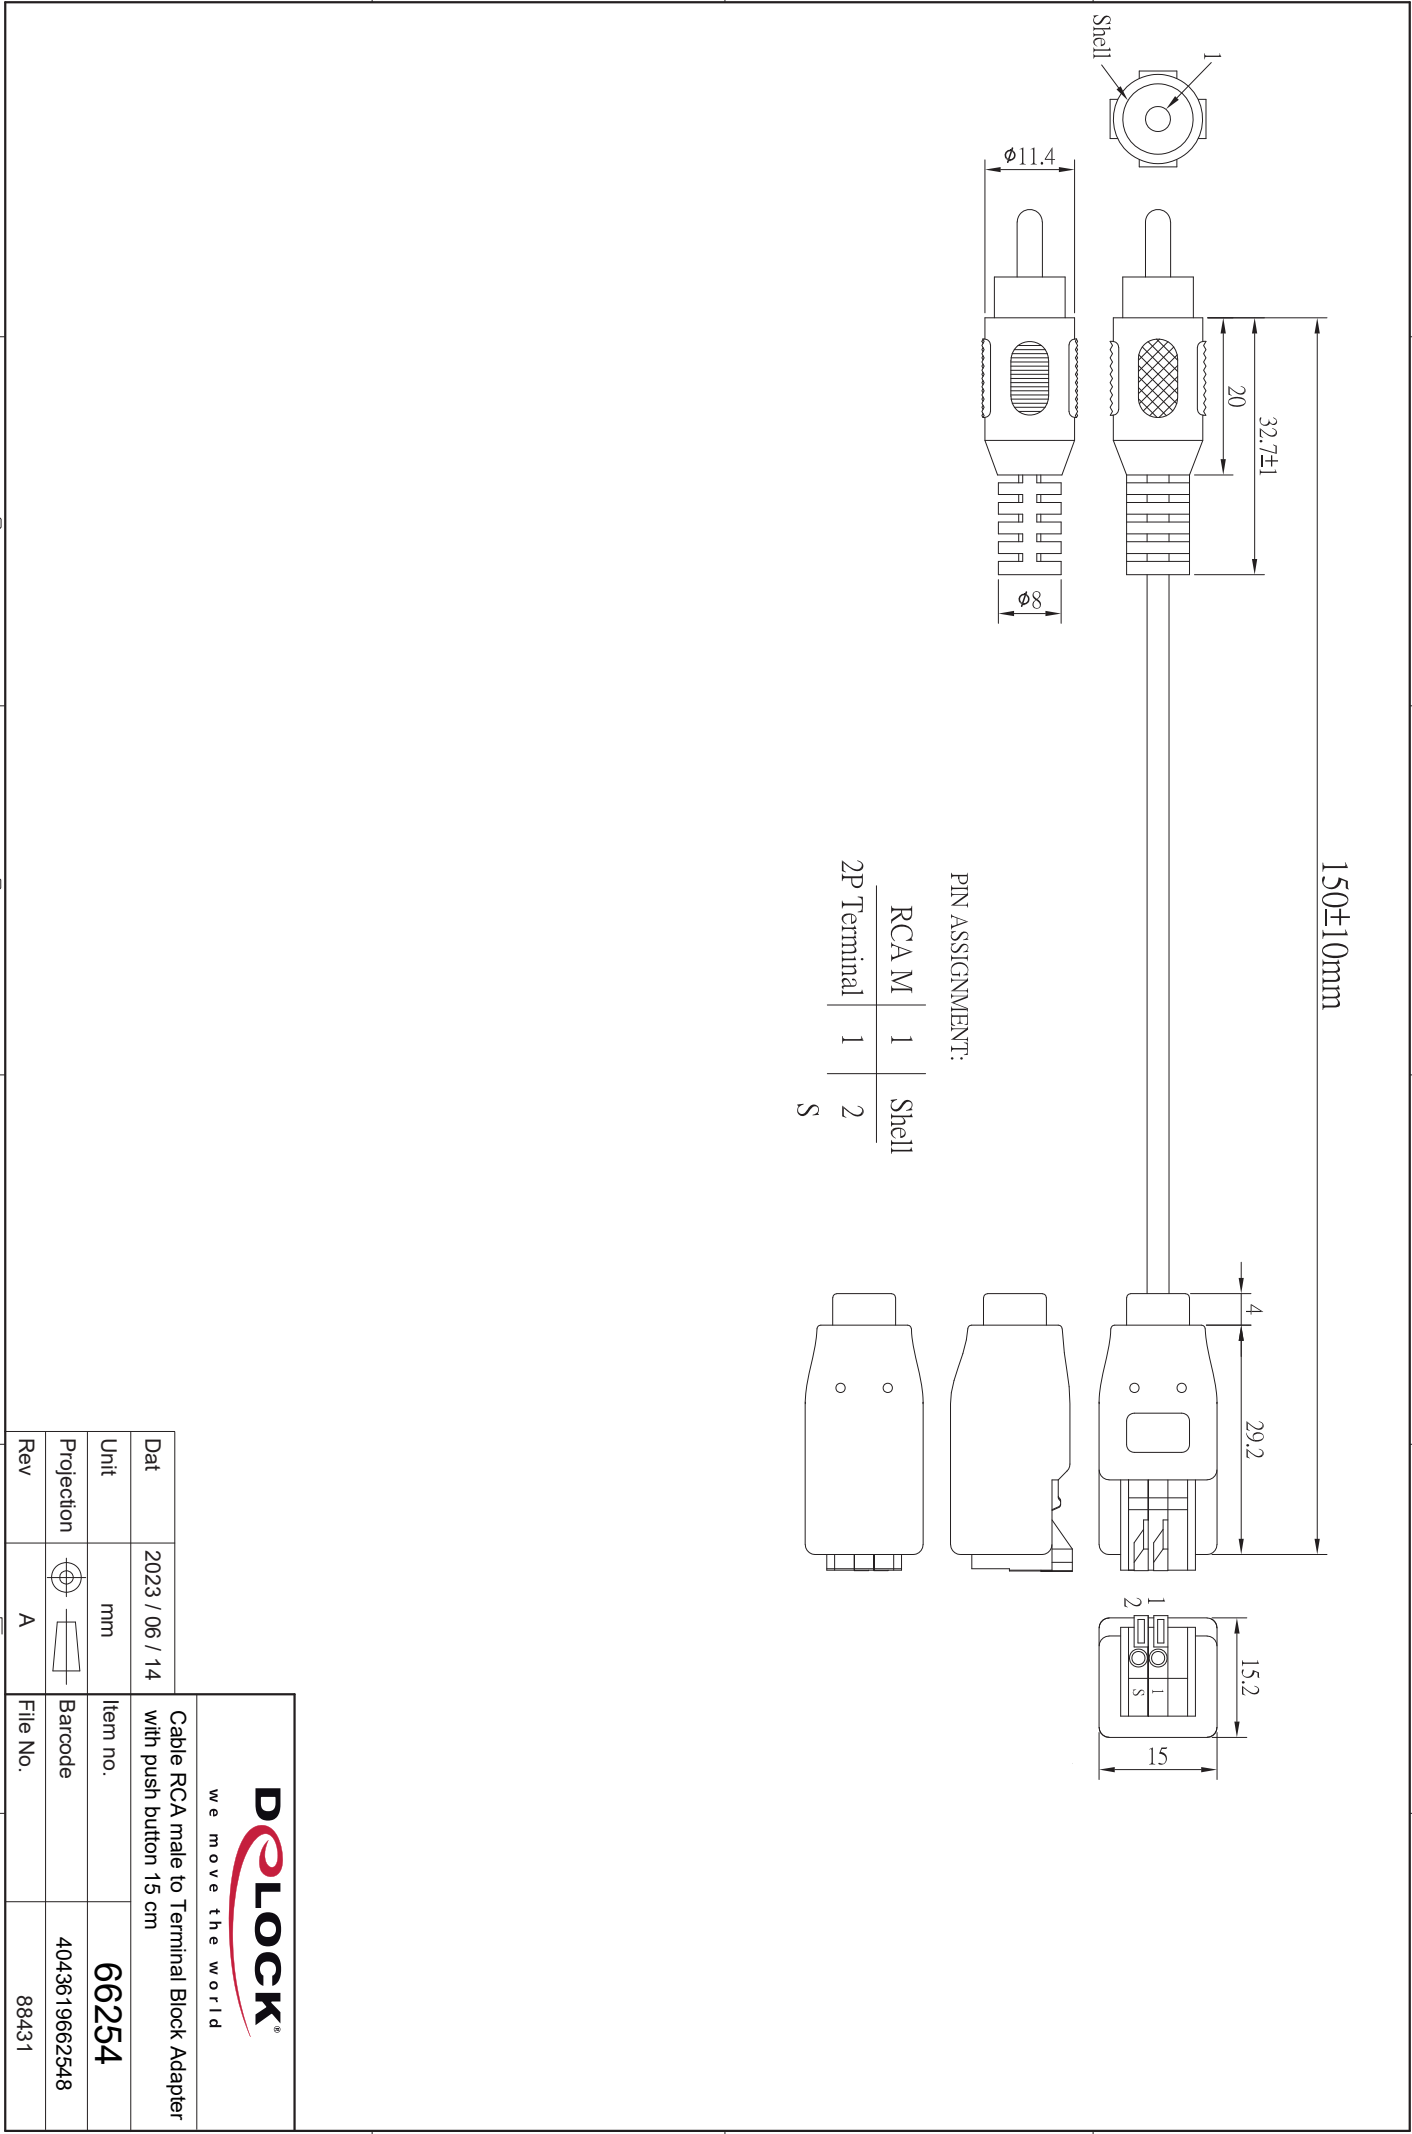 150±10mm
32.7±1
20
4
29.2
1
Shell
ϕ11.4
ϕ8
1
2
1
S
15.2
15
PIN ASSIGNMENT:
RCA M 1 Shell
2P Terminal 1 2
S
DELOCK®
we move the world
Cable RCA male to Terminal Block Adapter
with push button 15 cm
Dat 2023 / 06 / 14
Unit mm Item no. 66254
Projection Barcode 4043619662548
Rev A File No. 88431